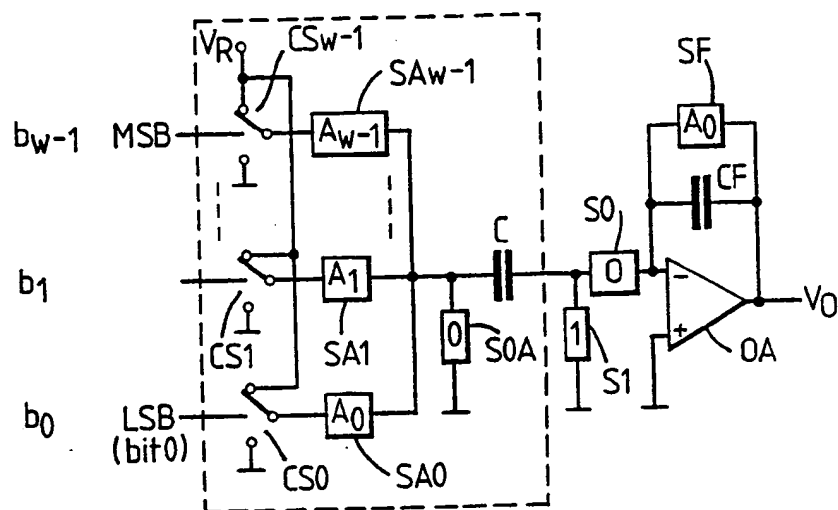 VR CSw-1 SAw-1 SF
bw-1 MSB Aw-1 A0
CF
C S0
b1 A1 0 − VO
0 1 +
CS1 SA1 S0A S1 OA
b0 LSB A0
(bit0) CS0 SA0